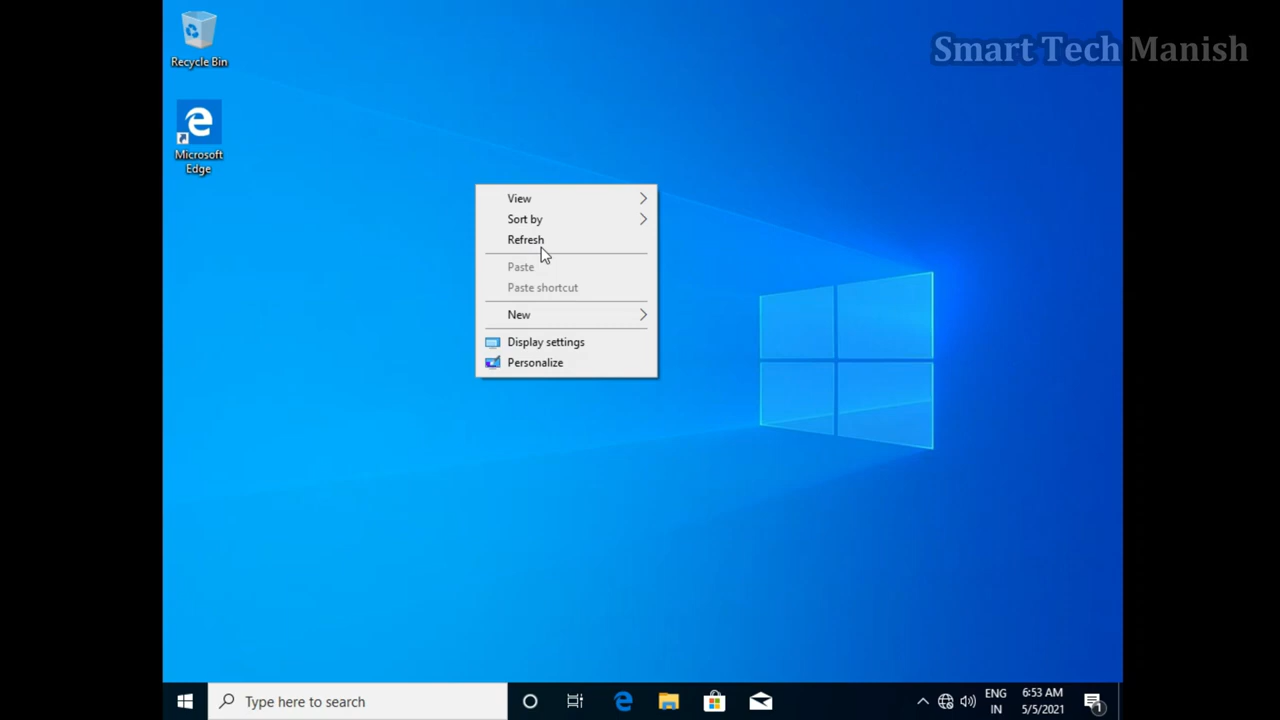 Smart Tech Manish
Recycle Bin
Microsoft
Edge
View
Sort by
Refresh
Paste
Paste shortcut
New
Display settings
Personalize
Type here to search
ENG
IN
6:53 AM
5/5/2021
1